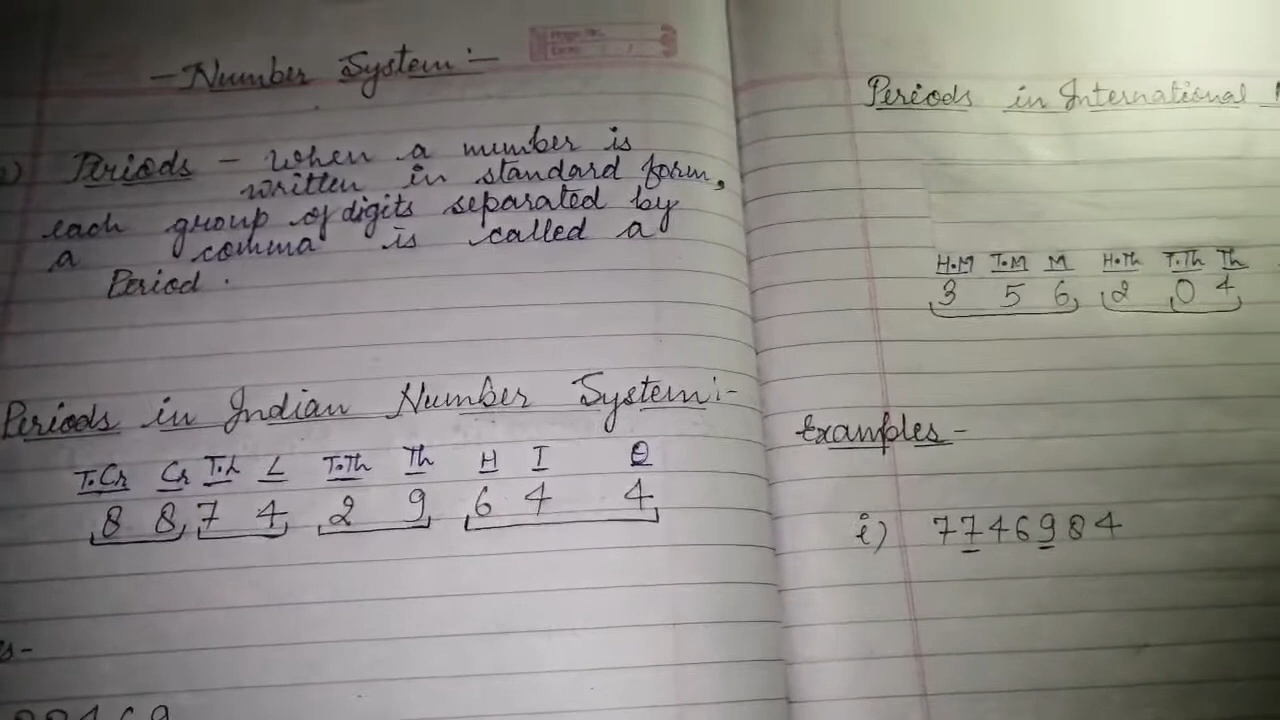 - Number System :-
Periods - When a number is
written in standard form,
each group of digits separated by
a comma is called a
Period.
Periods in Indian Number System :-
T.Cr Cr T.L L T.Th Th H T O
8 8, 7 4, 2 9, 6 4 4
s-
Periods in International
H.M T.M M H.Th T.Th Th
3 5 6, 2 0 4
Examples -
i) 7746984